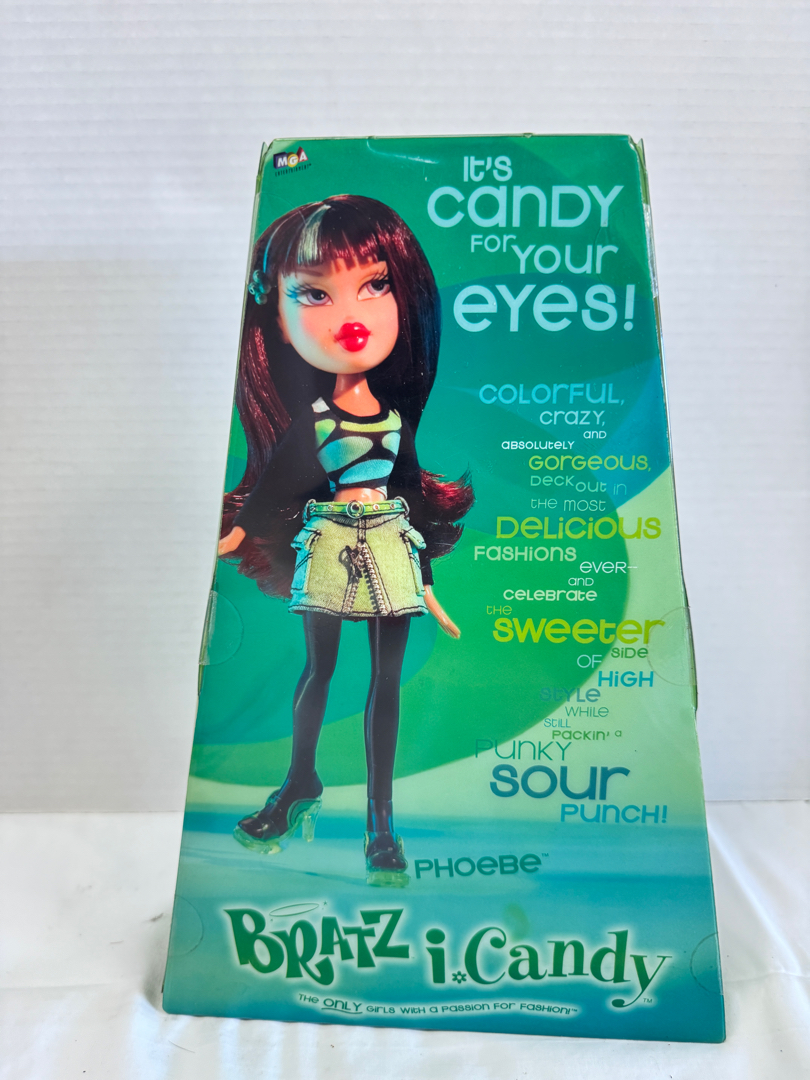 MGA
ENTERTAINMENT
It's
CANDY
FOR YOUR
EYES!
COLORFUL,
CRAZY,
AND
ABSOLUTELY
GORGEOUS,
DECK OUT IN
THE MOST
DELICIOUS
FASHIONS
EVER—
AND
CELEBRATE
THE
SWEETER
SIDE
OF
HIGH
STYLE
WHILE
STILL
PACKIN' A
PUNKY
SOUR
PUNCH!
PHOEBE™
BRATZ i.Candy™
THE ONLY GIRLS WITH A PASSION FOR FASHION!™